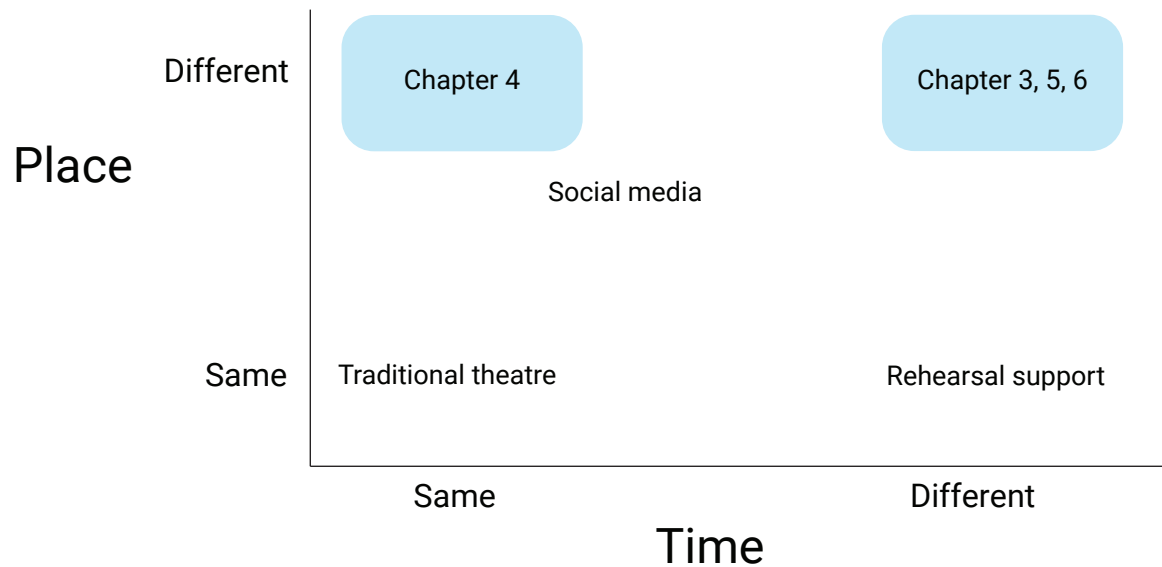 Different
Chapter 4
Chapter 3, 5, 6
Place
Social media
Same
Traditional theatre
Rehearsal support
Same
Different
Time